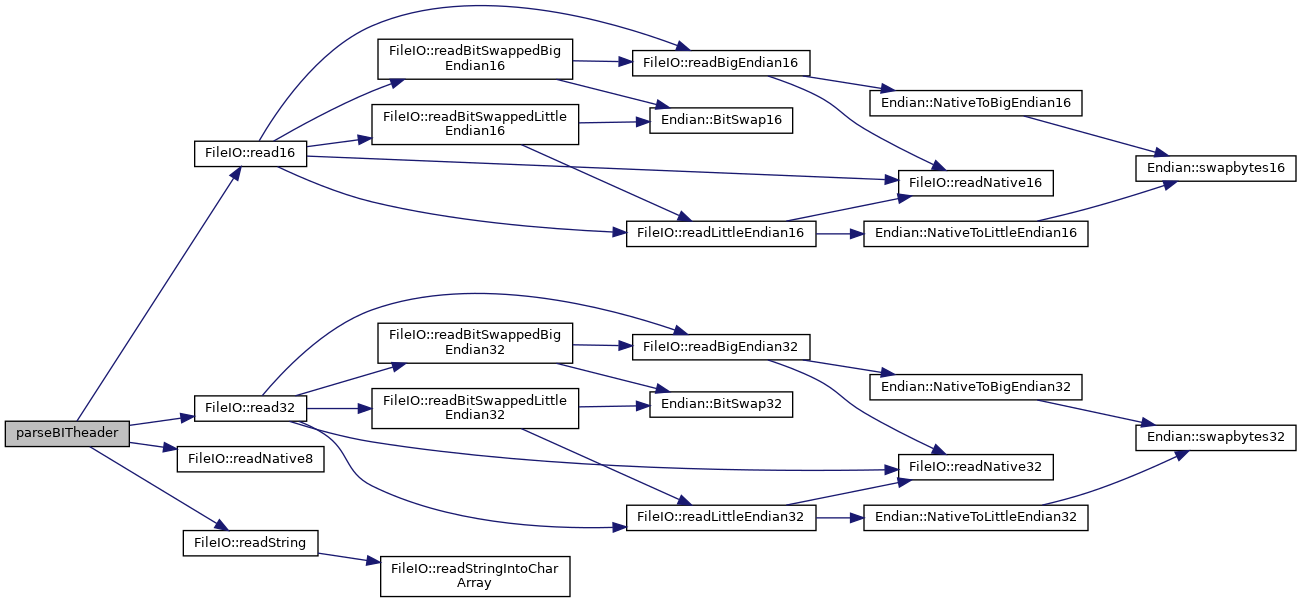 parseBITheader
FileIO::read16
FileIO::readBitSwappedBig
Endian16
FileIO::readBitSwappedLittle
Endian16
FileIO::readBigEndian16
Endian::BitSwap16
FileIO::readLittleEndian16
Endian::NativeToBigEndian16
FileIO::readNative16
Endian::NativeToLittleEndian16
Endian::swapbytes16
FileIO::read32
FileIO::readBitSwappedBig
Endian32
FileIO::readBitSwappedLittle
Endian32
FileIO::readBigEndian32
Endian::BitSwap32
FileIO::readLittleEndian32
Endian::NativeToBigEndian32
FileIO::readNative32
Endian::NativeToLittleEndian32
Endian::swapbytes32
FileIO::readNative8
FileIO::readString
FileIO::readStringIntoChar
Array